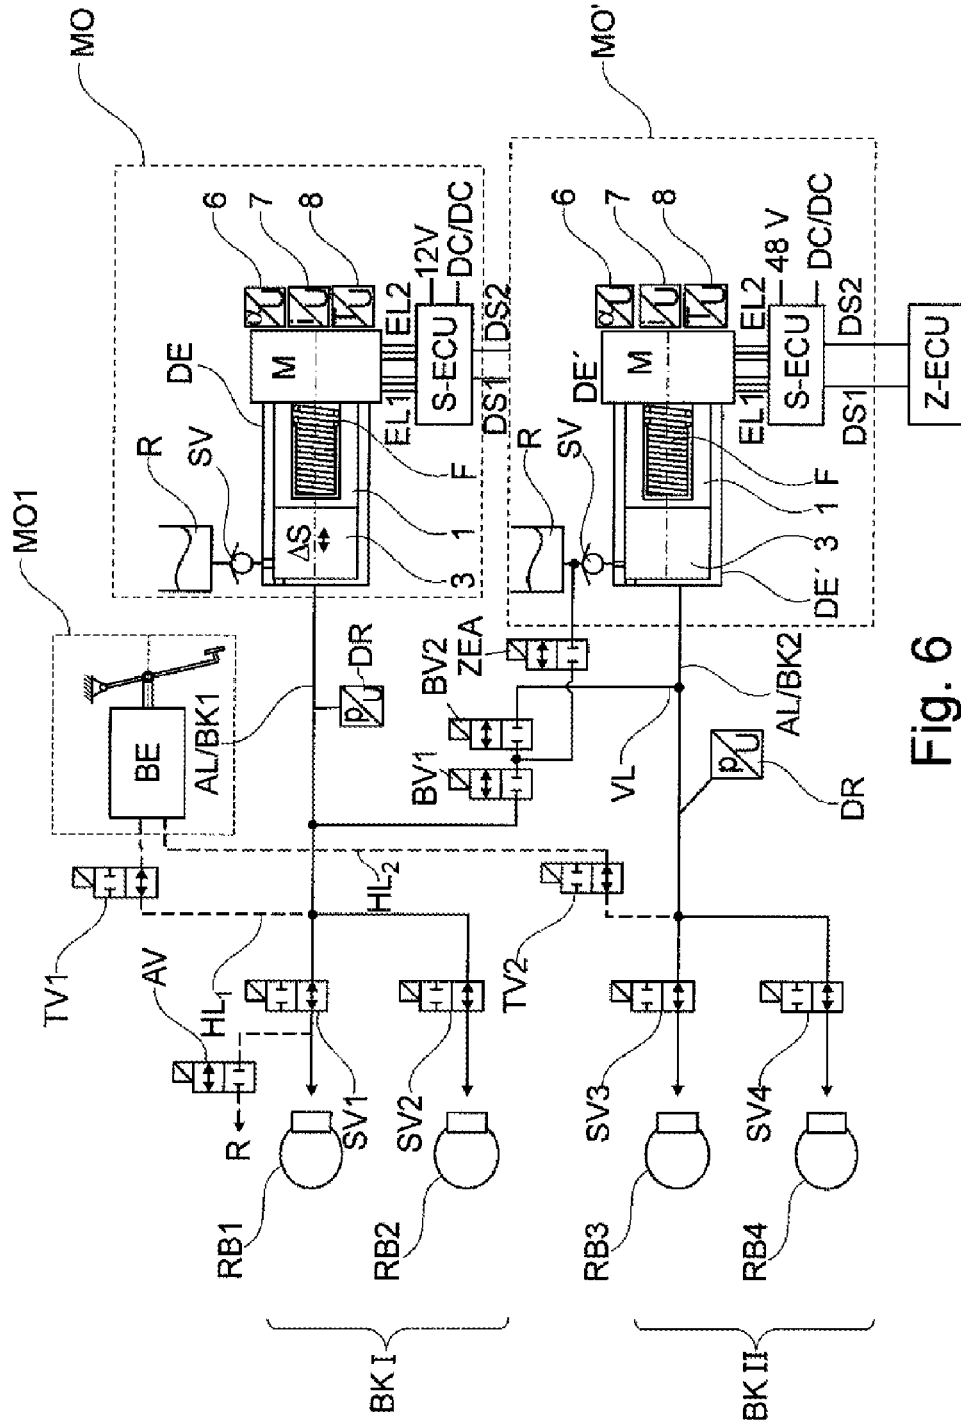 MO
MO1
R
SV
DE
6
7
8
α
U
i
U
T
U
M
12V
DC/DC
EL1
EL2
S-ECU
DS1
DS2
F
1
3
ΔS
BE
AL/BK1
DR
p
U
TV1
AV
HL1
HL2
R
SV1
RB1
SV2
RB2
BK I
MO'
R
SV
DE´
6
7
8
α
U
i
U
T
U
M
48 V
DC/DC
EL1
EL2
S-ECU
DS1
DS2
Z-ECU
F
1
3
DE´
ZEA
BV2
BV1
VL
AL/BK2
p
U
DR
TV2
SV3
RB3
SV4
RB4
BK II
Fig. 6